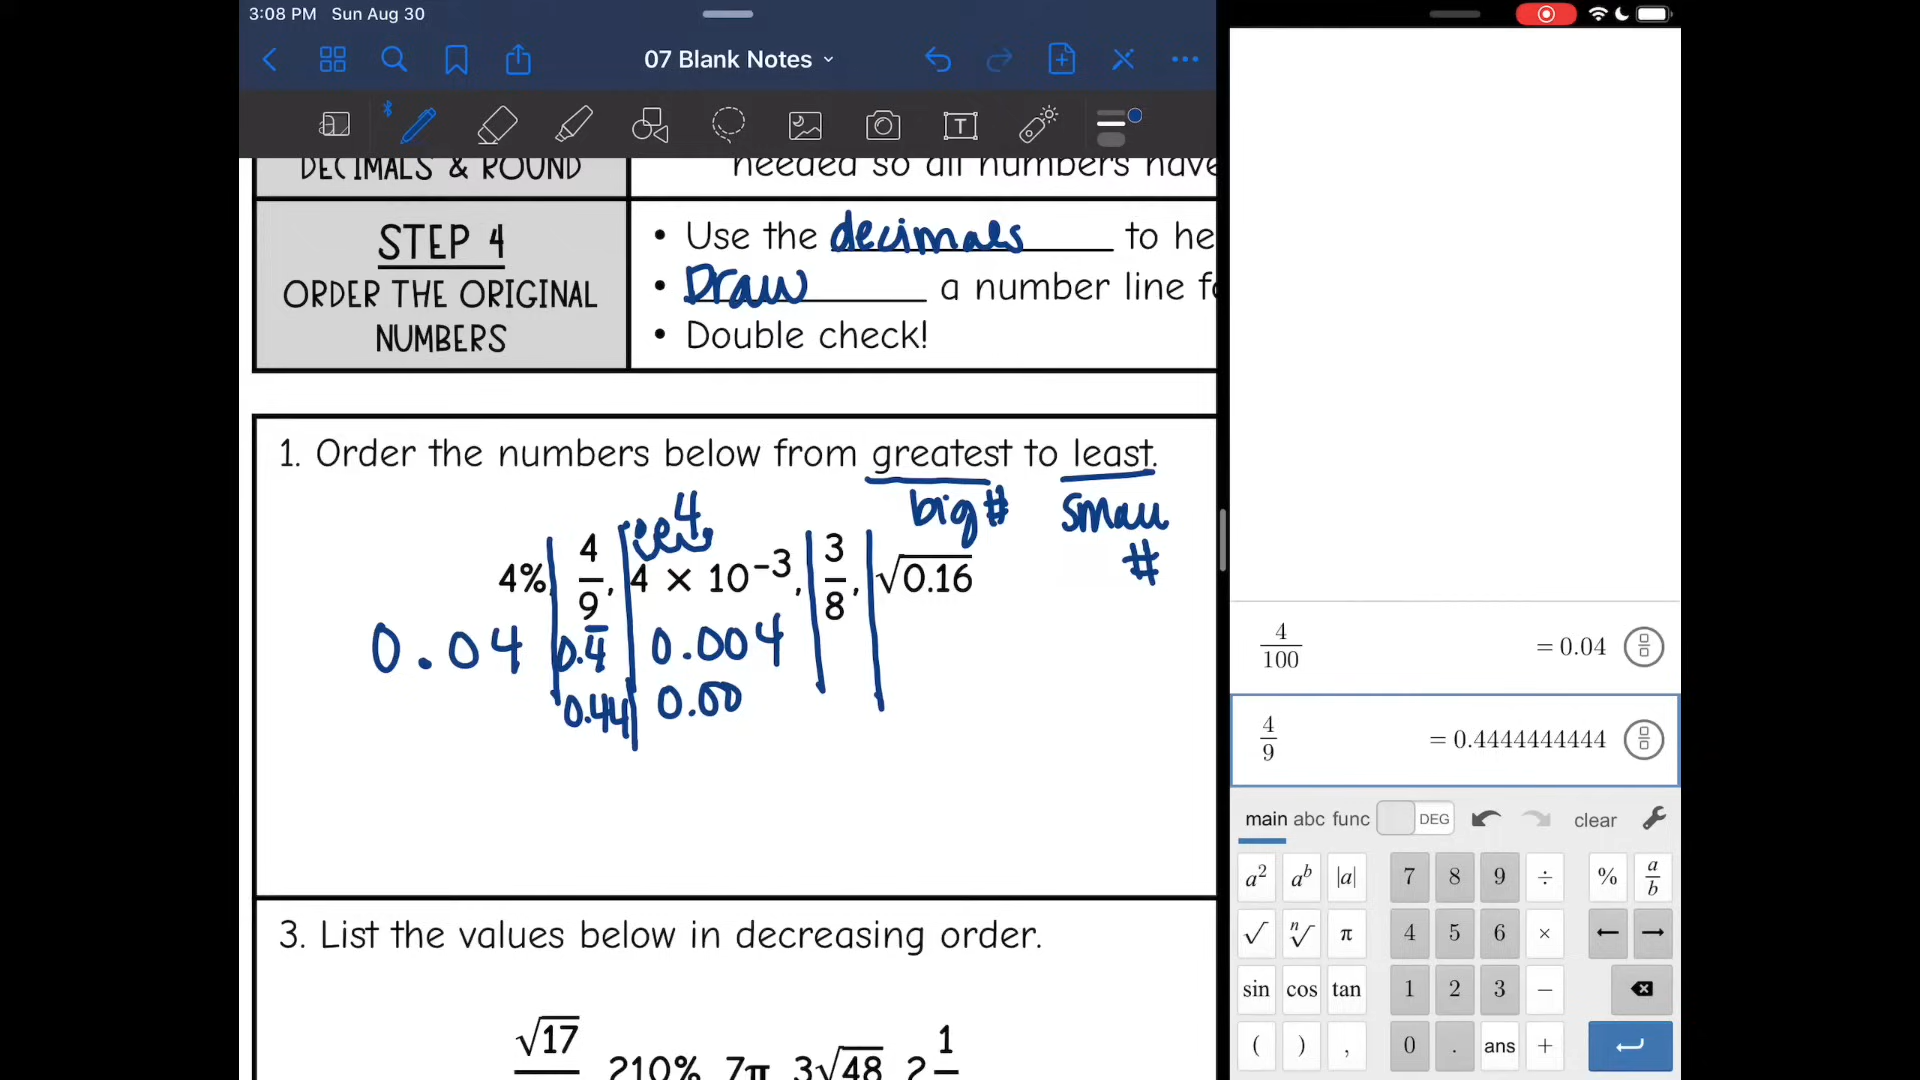 3:08 PM Sun Aug 30
07 Blank Notes
DECIMALS & ROUND
needed so all numbers have
STEP 4
ORDER THE ORIGINAL
NUMBERS
• Use the decimals to he
• Draw a number line fo
• Double check!
1. Order the numbers below from greatest to least.
big # small #
4
4%, 4/9, 4 × 10⁻³, 3/8, √0.16
0.04 0.4̅ 0.004
0.44 0.00
3. List the values below in decreasing order.
√17 210% 7π 3√48 2 1
4/100 = 0.04
4/9 = 0.4444444444
main abc func DEG clear
a² aᵇ |a| 7 8 9 ÷ % a/b
√ ⁿ√ π 4 5 6 × ← →
sin cos tan 1 2 3 −
( ) , 0 . ans +